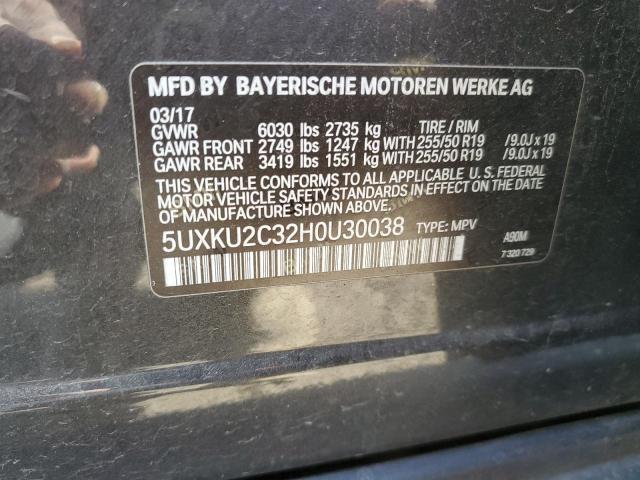 MFD BY BAYERISCHE MOTOREN WERKE AG
03/17
GVWR 6030 lbs 2735 kg TIRE / RIM
GAWR FRONT 2749 lbs 1247 kg WITH 255/50 R19 /9.0J x 19
GAWR REAR 3419 lbs 1551 kg WITH 255/50 R19 /9.0J x 19
THIS VEHICLE CONFORMS TO ALL APPLICABLE U.S. FEDERAL
MOTOR VEHICLE SAFETY STANDARDS IN EFFECT ON THE DATE
OF MANUFACTURE SHOWN ABOVE.
5UXKU2C32H0U30038 TYPE: MPV A90M
7 320 729